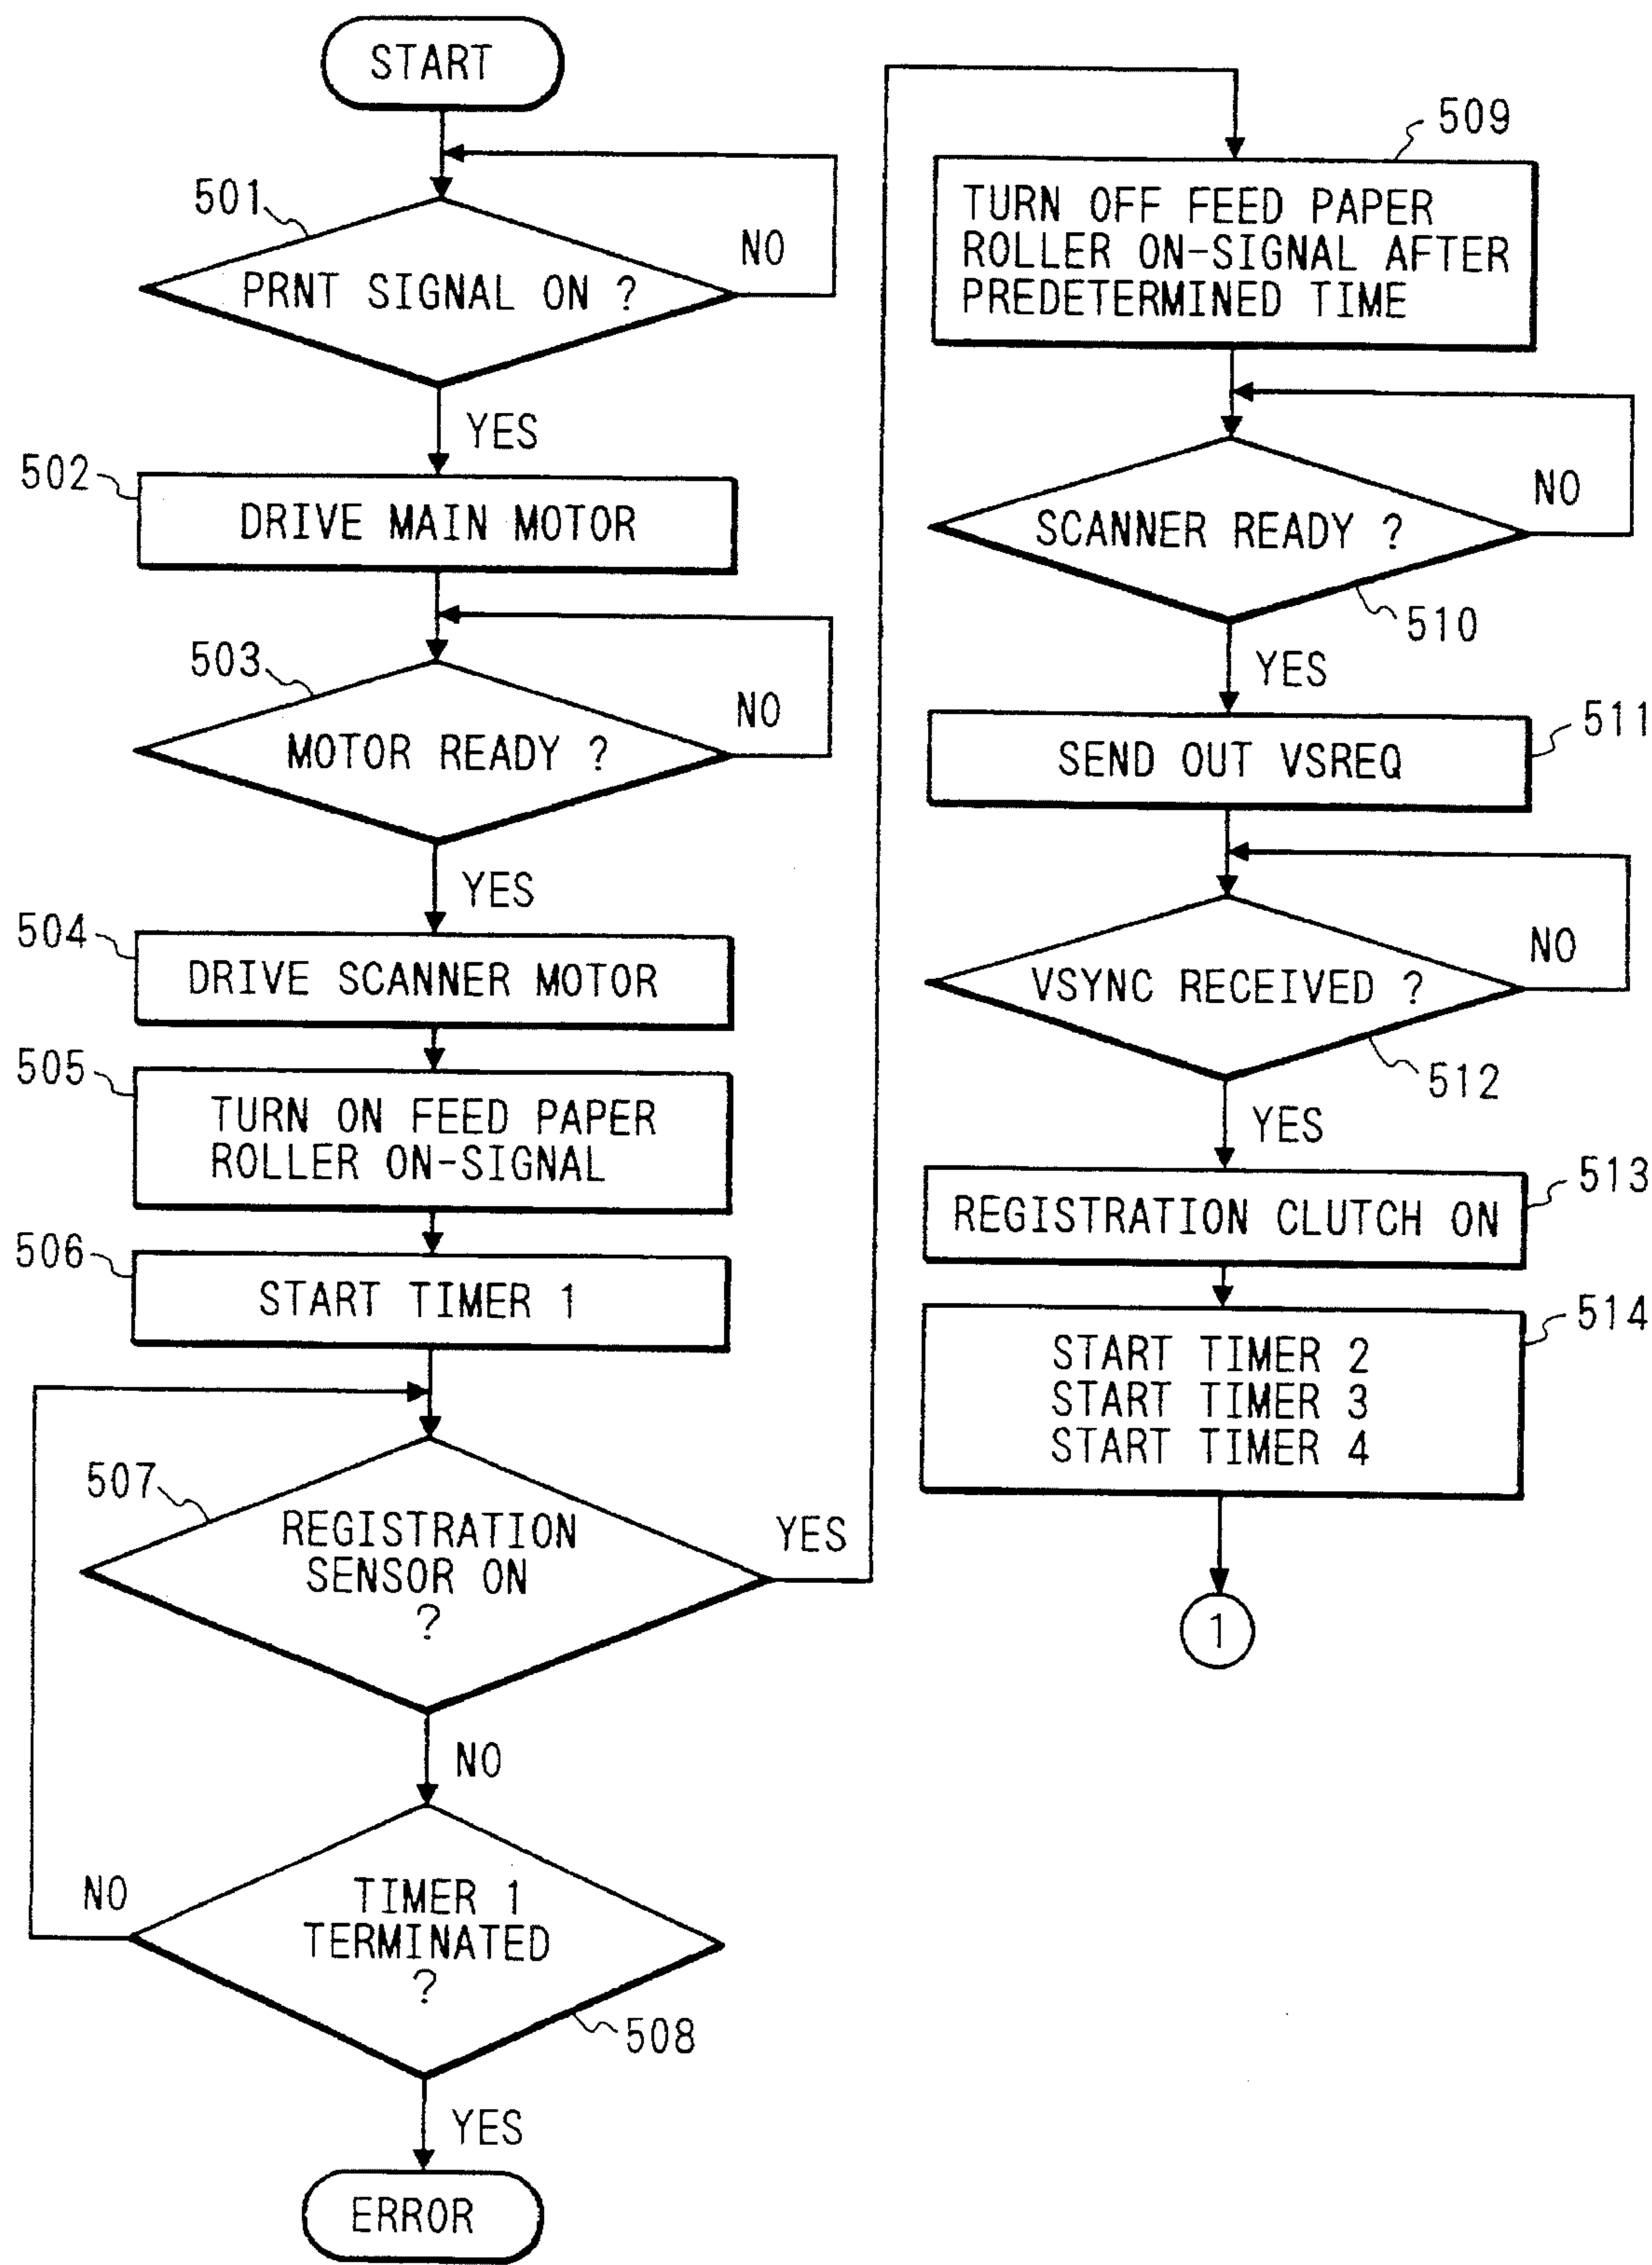 START
501
PRNT SIGNAL ON ?
NO
YES
502
DRIVE MAIN MOTOR
503
MOTOR READY ?
NO
YES
504
DRIVE SCANNER MOTOR
505
TURN ON FEED PAPER
ROLLER ON-SIGNAL
506
START TIMER 1
507
REGISTRATION
SENSOR ON
?
YES
NO
TIMER 1
TERMINATED
?
NO
508
YES
ERROR
509
TURN OFF FEED PAPER
ROLLER ON-SIGNAL AFTER
PREDETERMINED TIME
SCANNER READY ?
NO
510
YES
511
SEND OUT VSREQ
VSYNC RECEIVED ?
NO
512
YES
513
REGISTRATION CLUTCH ON
514
START TIMER 2
START TIMER 3
START TIMER 4
1